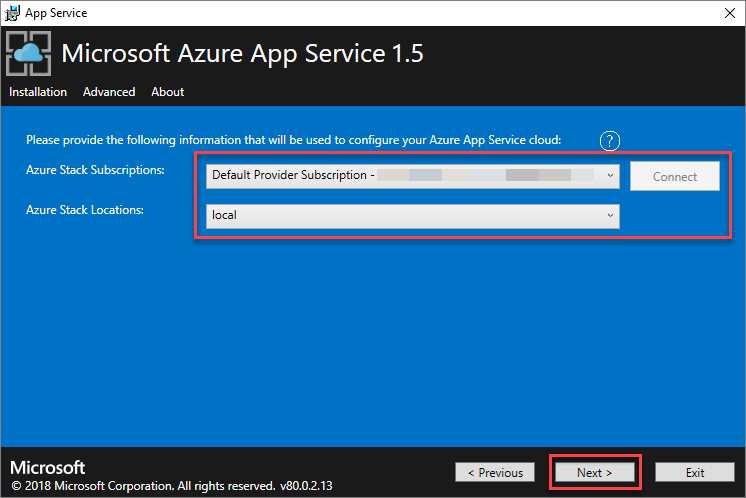 App Service
Microsoft Azure App Service 1.5
Installation Advanced About
Please provide the following information that will be used to configure your Azure App Service cloud: ?
Azure Stack Subscriptions: Default Provider Subscription - Connect
Azure Stack Locations: local
Microsoft
© 2018 Microsoft Corporation. All rights reserved. v80.0.2.13
< Previous Next > Exit